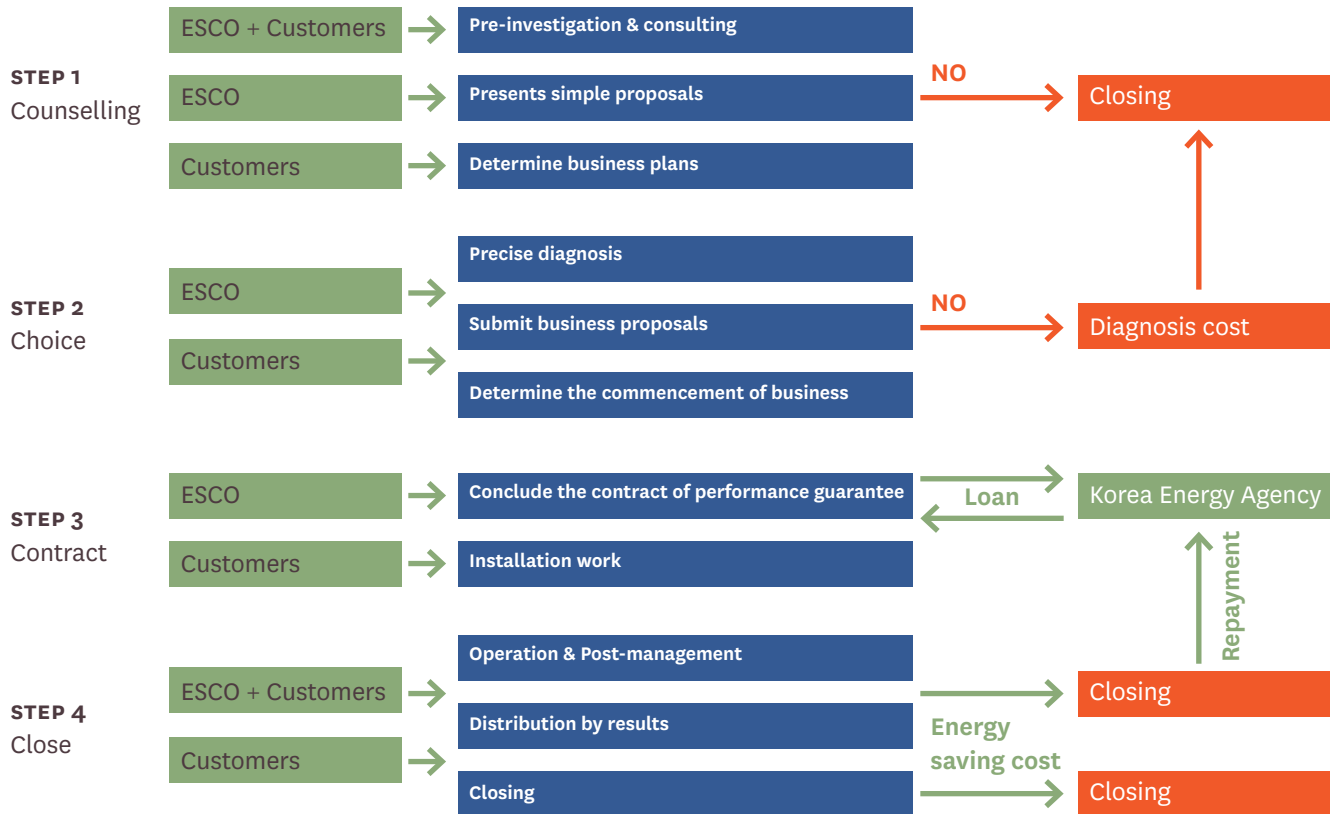 STEP 1
Counselling
ESCO + Customers
Pre-investigation & consulting
ESCO
Presents simple proposals
NO
Closing
Customers
Determine business plans
STEP 2
Choice
ESCO
Customers
Precise diagnosis
Submit business proposals
NO
Diagnosis cost
Determine the commencement of business
STEP 3
Contract
ESCO
Conclude the contract of performance guarantee
Loan
Korea Energy Agency
Customers
Installation work
Repayment
STEP 4
Close
ESCO + Customers
Customers
Operation & Post-management
Distribution by results
Closing
Energy
saving cost
Closing
Closing